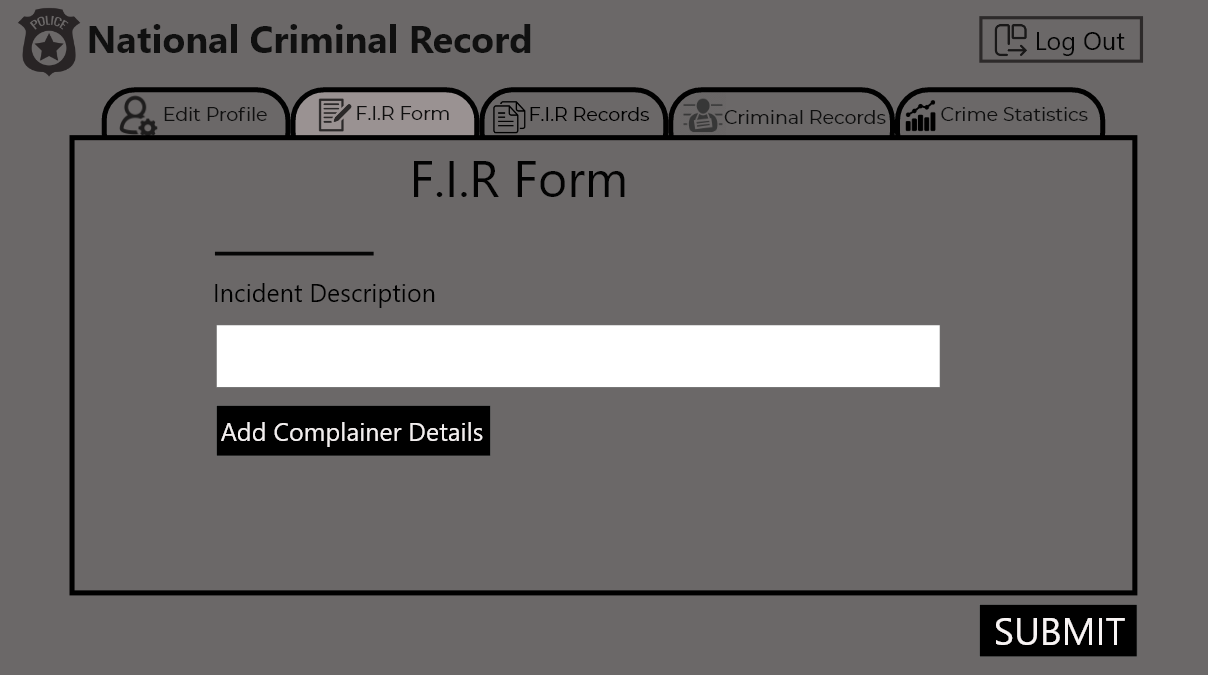 POLICE
National Criminal Record
Log Out
Edit Profile
F.I.R Form
F.I.R Records
Criminal Records
Crime Statistics
F.I.R Form
Incident Description
Add Complainer Details
SUBMIT